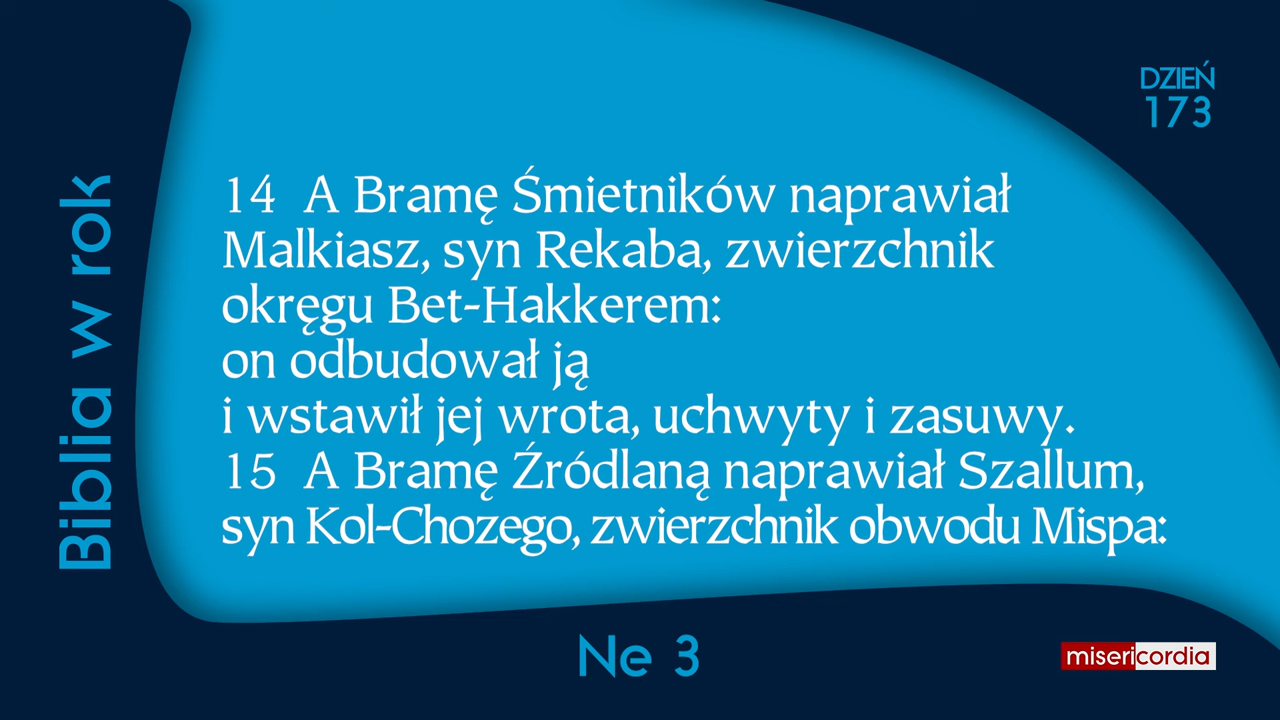 DZIEŃ
173
Biblia w rok
14 A Bramę Śmietników naprawiał
Malkiasz, syn Rekaba, zwierzchnik
okręgu Bet-Hakkerem:
on odbudował ją
i wstawił jej wrota, uchwyty i zasuwy.
15 A Bramę Źródlaną naprawiał Szallum,
syn Kol-Chozego, zwierzchnik obwodu Mispa:
Ne 3
misericordia